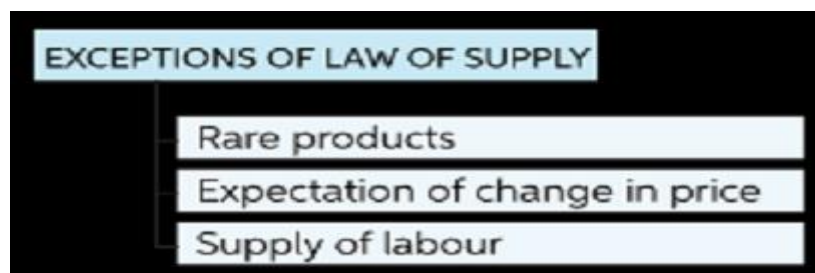 EXCEPTIONS OF LAW OF SUPPLY
Rare products
Expectation of change in price
Supply of labour